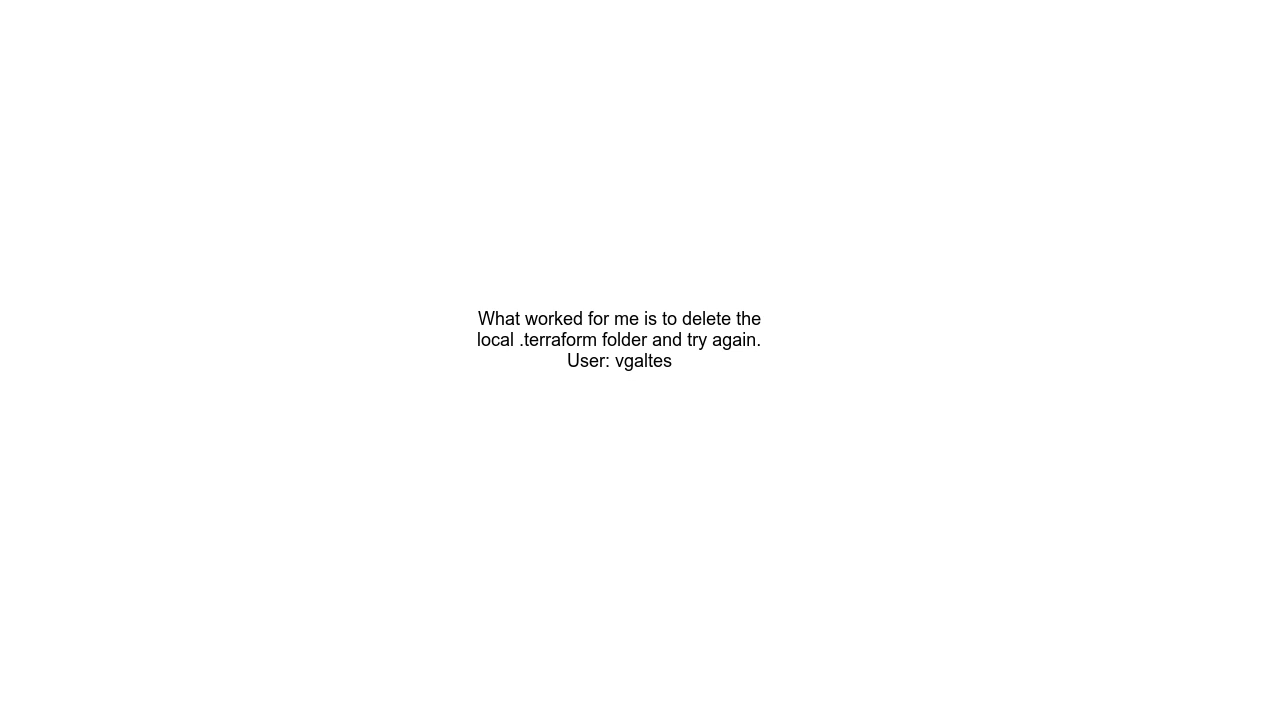 What worked for me is to delete the
local .terraform folder and try again.
User: vgaltes